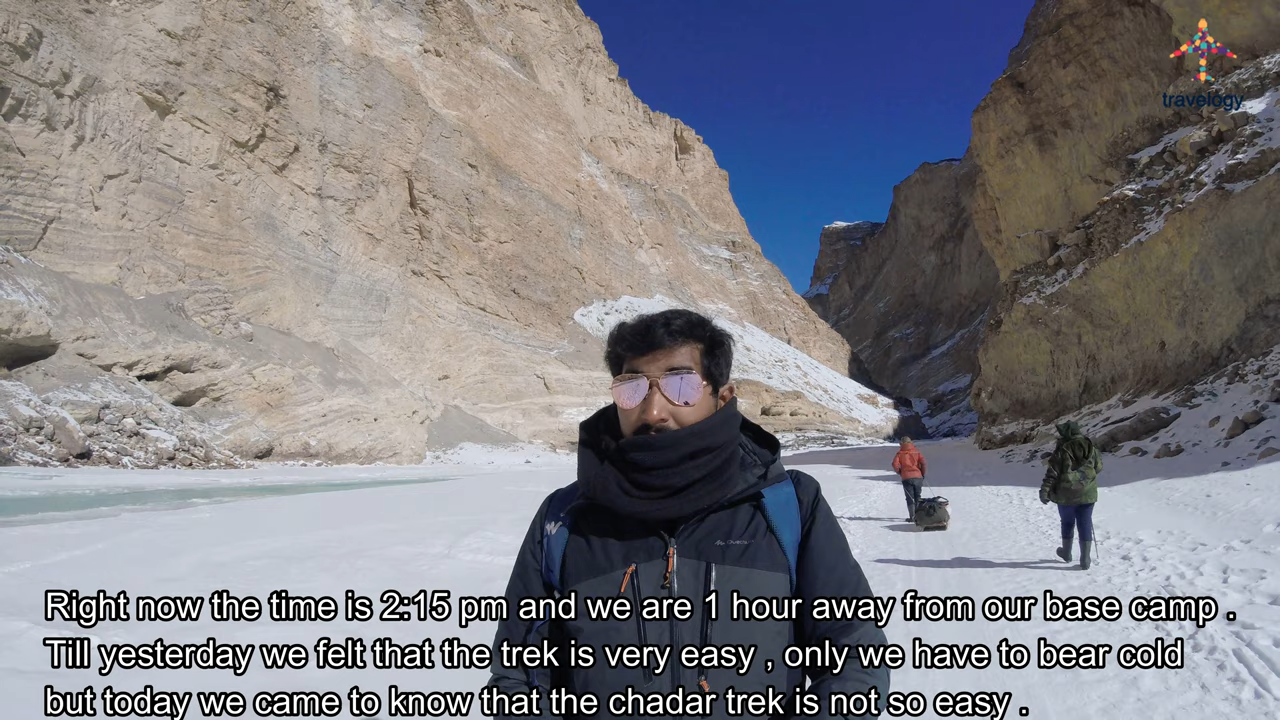 travelogy
Right now the time is 2:15 pm and we are 1 hour away from our base camp .
Till yesterday we felt that the trek is very easy , only we have to bear cold
but today we came to know that the chadar trek is not so easy .